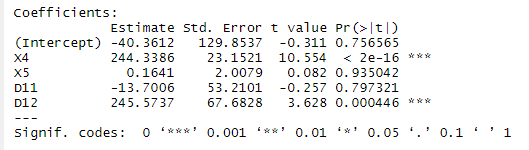 Coefficients:
Estimate Std. Error t value Pr(>|t|)
(Intercept) -40.3612 129.8537 -0.311 0.756565
X4 244.3386 23.1521 10.554 < 2e-16 ***
X5 0.1641 2.0079 0.082 0.935042
D11 -13.7006 53.2101 -0.257 0.797321
D12 245.5737 67.6828 3.628 0.000446 ***
---
Signif. codes: 0 ‘***’ 0.001 ‘**’ 0.01 ‘*’ 0.05 ‘.’ 0.1 ‘ ’ 1